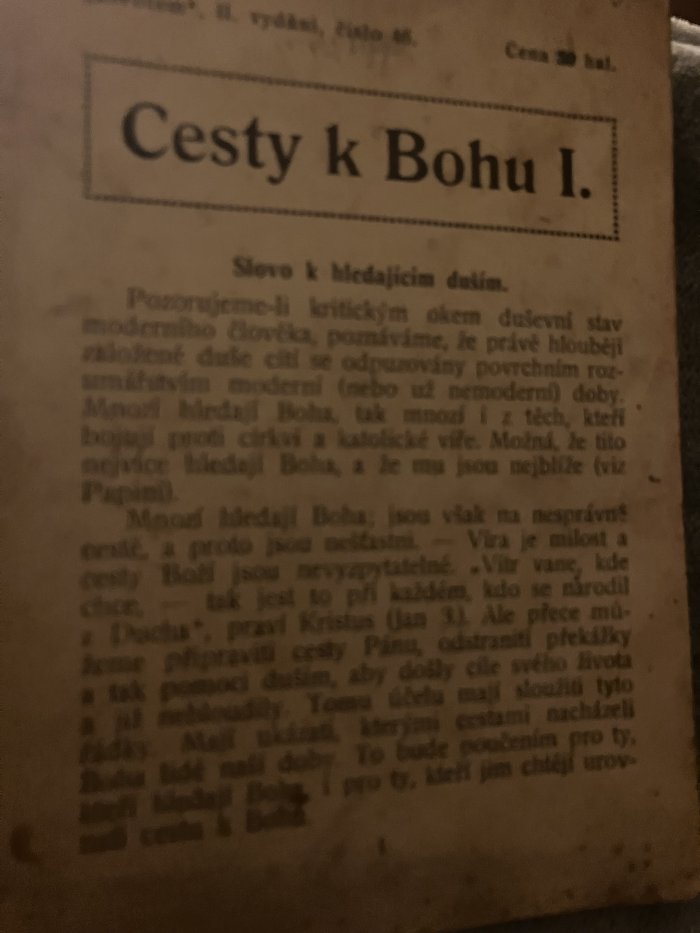 II. vydání, číslo 46.
Cena 30 hal.
Cesty k Bohu I.
Slovo k hledajícím duším.
Pozorujeme-li kritickým okem duševní stav
moderního člověka, poznáváme, že právě hlouběji
založené duše cítí se odpuzovány povrchním roz-
umářstvím moderní (nebo už nemoderní) doby.
Mnozí hledají Boha, tak mnozí i z těch, kteří
bojují proti církvi a katolické víře. Možná, že tito
nejvíce hledají Boha, a že mu jsou nejblíže (viz
Papini).
Mnozí hledají Boha; jsou však na nesprávné
cestě, a proto jsou nešťastni. — Víra je milost a
cesty Boží jsou nevyzpytatelné. „Vítr vane, kde
chce, — tak jest to při každém, kdo se národil
z Ducha“, praví Kristus (Jan 3.). Ale přece mů-
žeme připraviti cesty Pánu, odstraniti překážky
a tak pomoci duším, aby došly cíle svého života
a již nebloudily. Tomu účelu mají sloužiti tyto
řádky. Mají ukázati, kterými cestami nacházeli
Boha lidé naší doby. To bude poučením pro ty,
kteří hledají Boha, i pro ty, kteří jim chtějí urov-
nati cestu k Bohu